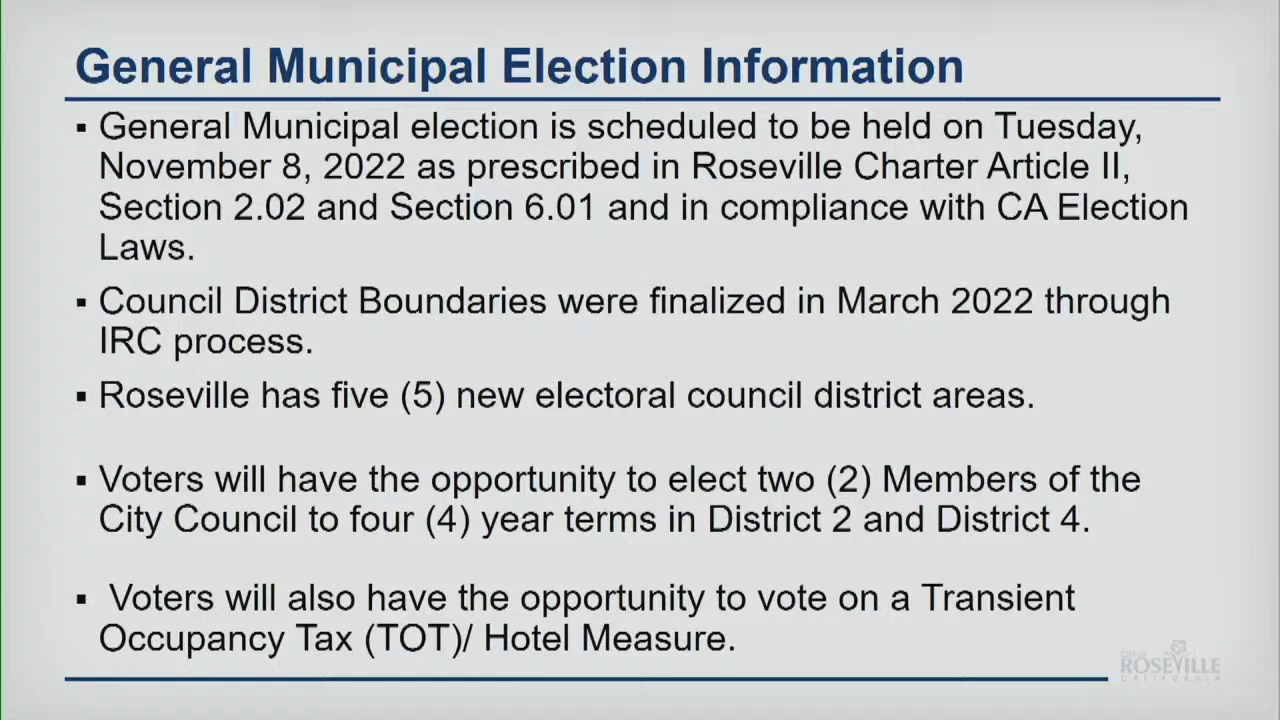 General Municipal Election Information
▪ General Municipal election is scheduled to be held on Tuesday,
November 8, 2022 as prescribed in Roseville Charter Article II,
Section 2.02 and Section 6.01 and in compliance with CA Election
Laws.
▪ Council District Boundaries were finalized in March 2022 through
IRC process.
▪ Roseville has five (5) new electoral council district areas.
▪ Voters will have the opportunity to elect two (2) Members of the
City Council to four (4) year terms in District 2 and District 4.
▪ Voters will also have the opportunity to vote on a Transient
Occupancy Tax (TOT)/ Hotel Measure.
ROSEVILLE
CALIFORNIA